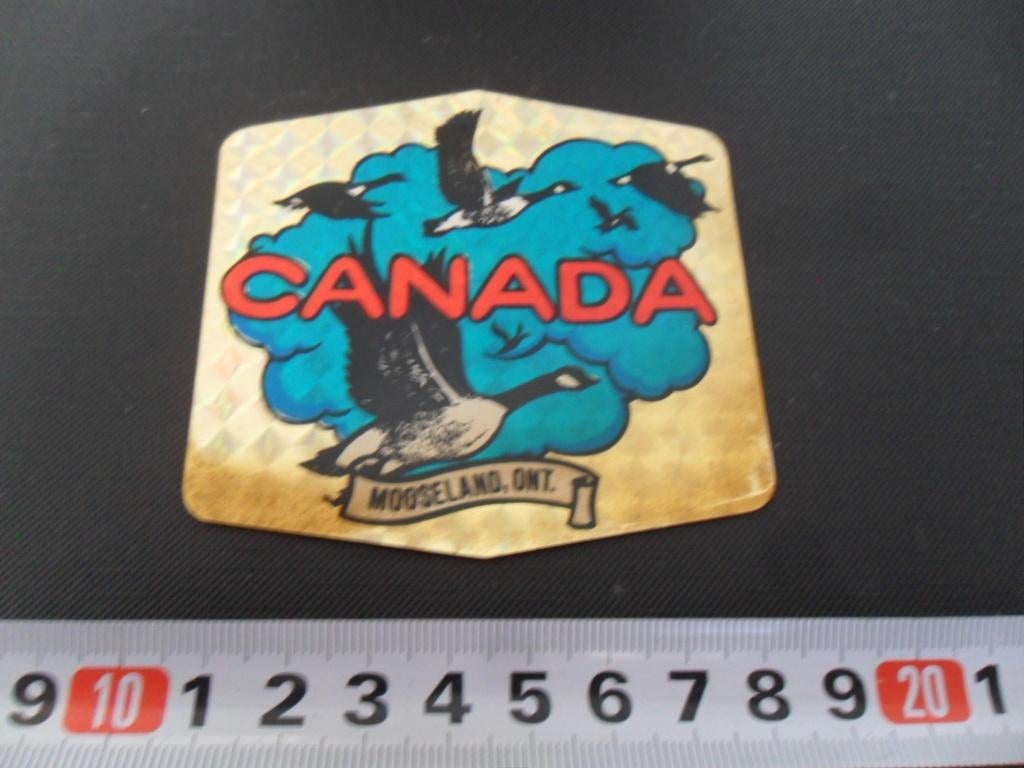 CANADA
MOOSELAND, ONT.
9 10 1 2 3 4 5 6 7 8 9 20 1